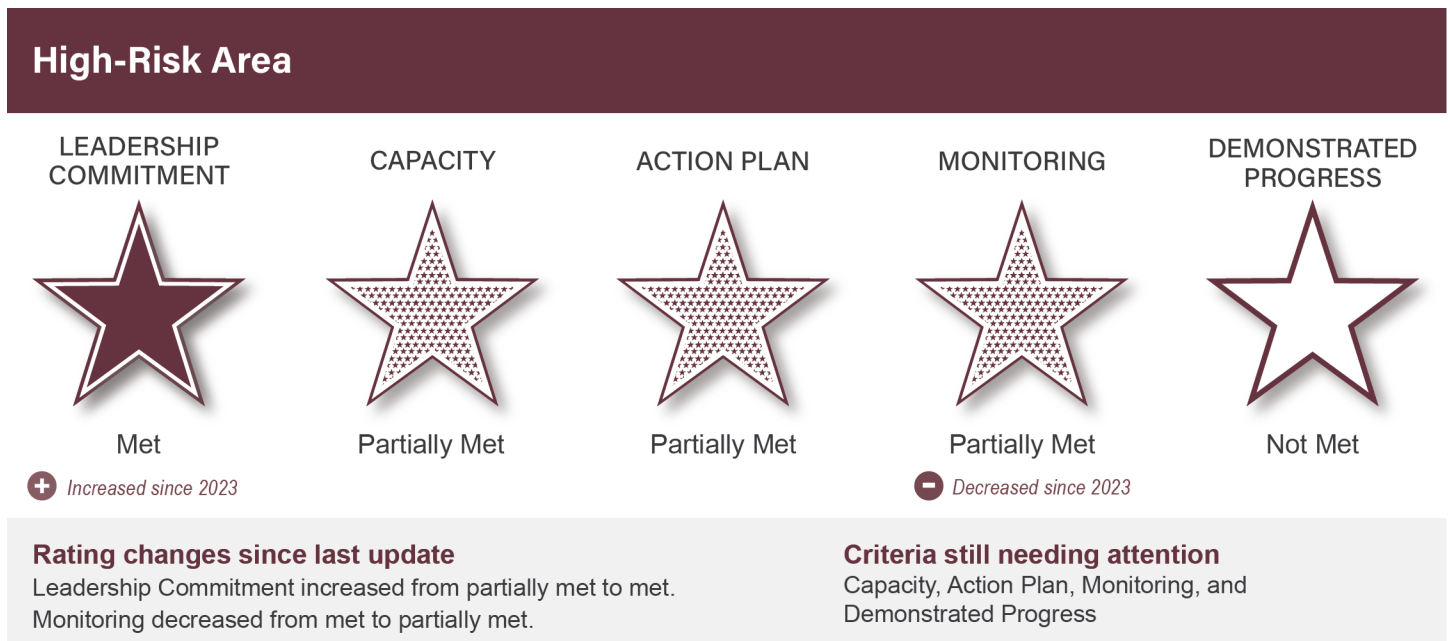 High-Risk Area
LEADERSHIP
COMMITMENT
CAPACITY
ACTION PLAN
MONITORING
DEMONSTRATED
PROGRESS
Met
Partially Met
Partially Met
Partially Met
Not Met
+ Increased since 2023
- Decreased since 2023
Rating changes since last update
Leadership Commitment increased from partially met to met.
Monitoring decreased from met to partially met.
Criteria still needing attention
Capacity, Action Plan, Monitoring, and
Demonstrated Progress